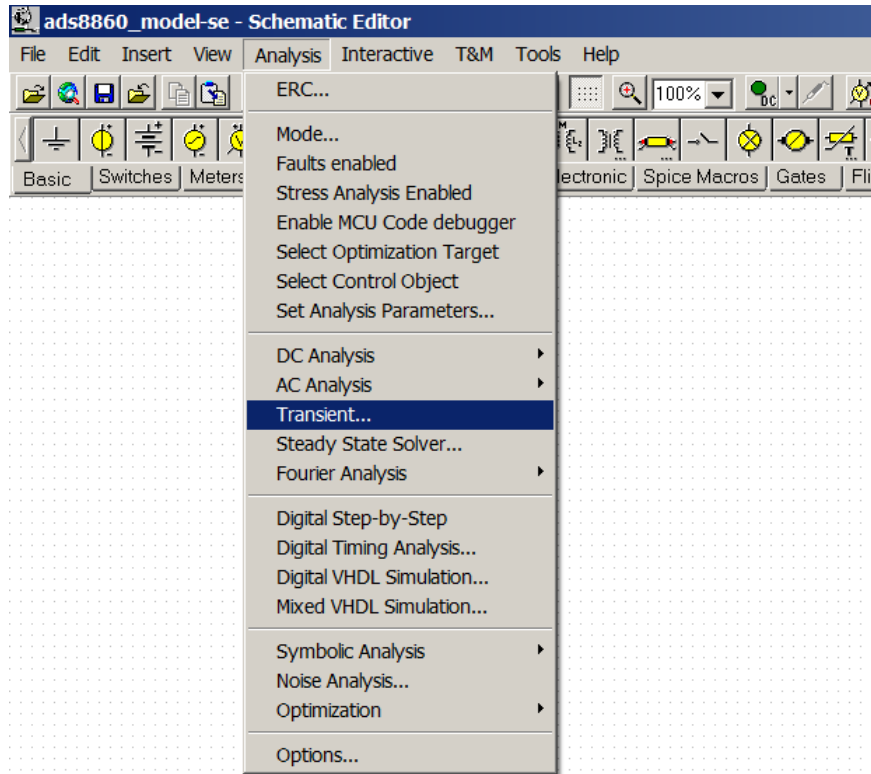 ads8860_model-se - Schematic Editor
File Edit Insert View Analysis Interactive T&M Tools Help
100%
DC
Basic Switches Meters lectronic Spice Macros Gates Fli
ERC...
Mode...
Faults enabled
Stress Analysis Enabled
Enable MCU Code debugger
Select Optimization Target
Select Control Object
Set Analysis Parameters...
DC Analysis
AC Analysis
Transient...
Steady State Solver...
Fourier Analysis
Digital Step-by-Step
Digital Timing Analysis...
Digital VHDL Simulation...
Mixed VHDL Simulation...
Symbolic Analysis
Noise Analysis...
Optimization
Options...